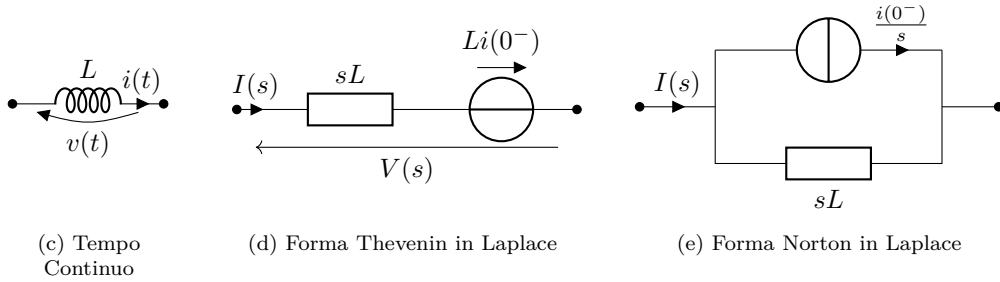 L
i(t)
v(t)
(c) Tempo
Continuo
I(s)
sL
Li(0⁻)
V(s)
(d) Forma Thevenin in Laplace
i(0⁻)
s
I(s)
sL
(e) Forma Norton in Laplace